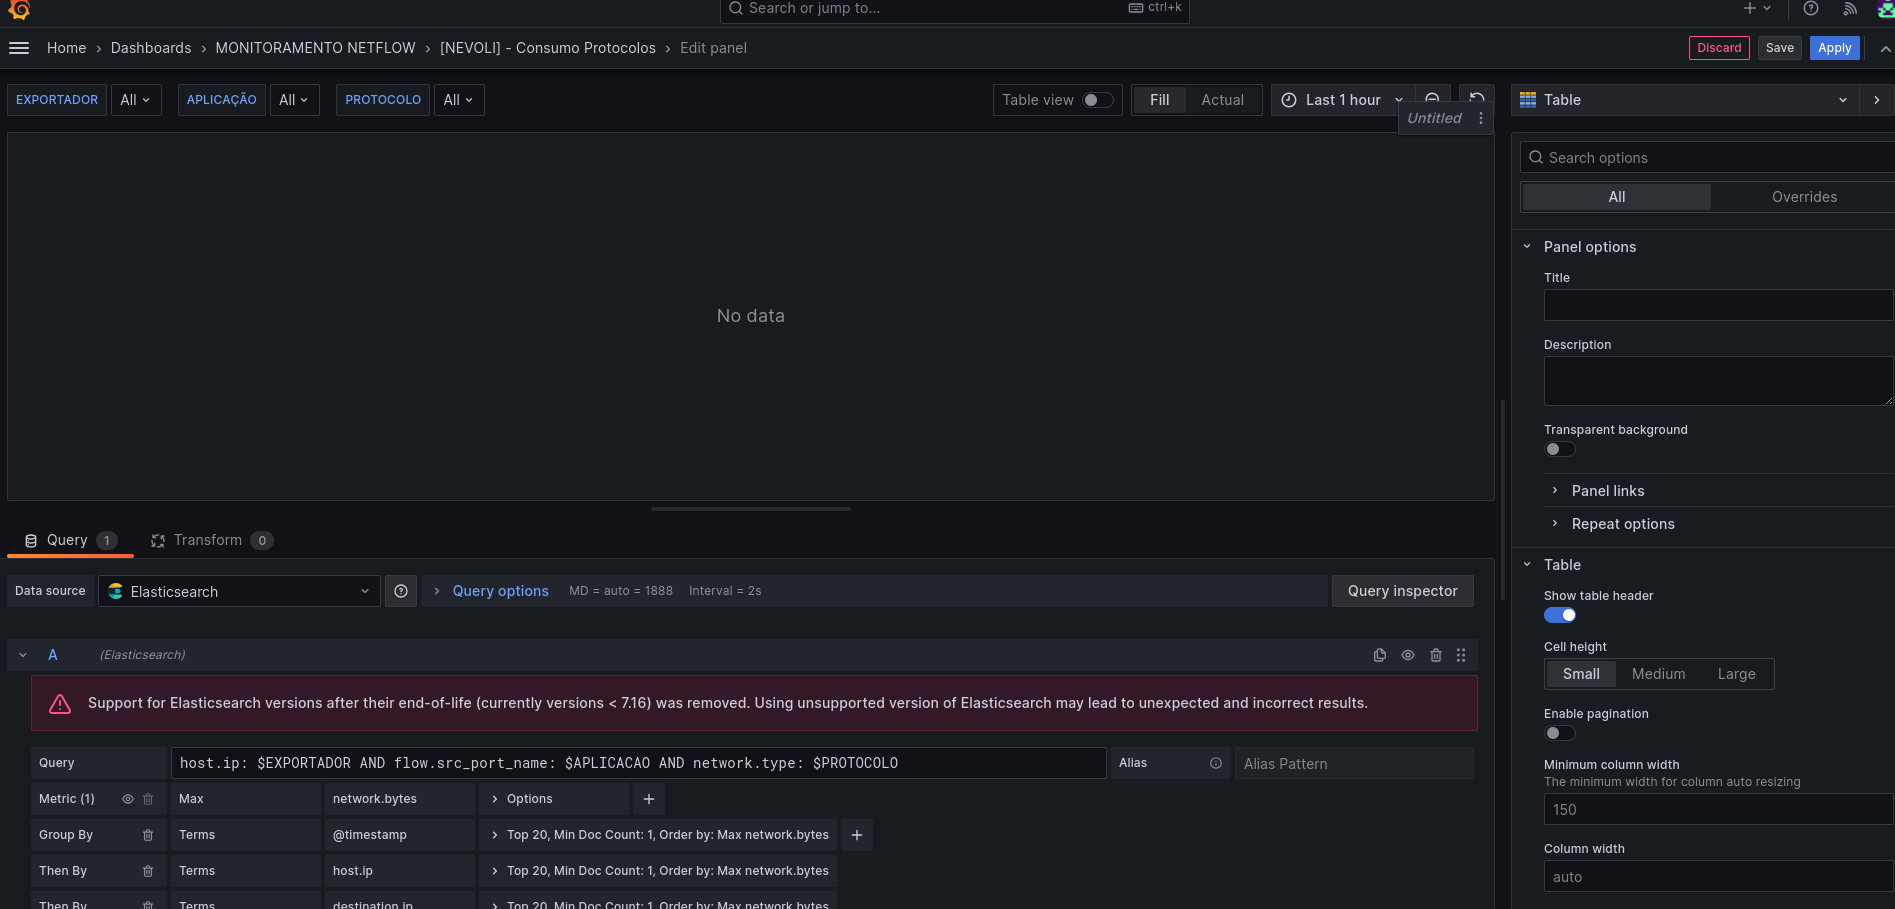 Search or jump to... ctrl+k
Home › Dashboards › MONITORAMENTO NETFLOW › [NEVOLI] - Consumo Protocolos › Edit panel
Discard Save Apply
EXPORTADOR All APLICAÇÃO All PROTOCOLO All
Table view Fill Actual Last 1 hour
Untitled
No data
Query 1 Transform 0
Data source Elasticsearch Query options MD = auto = 1888 Interval = 2s Query inspector
A (Elasticsearch)
Support for Elasticsearch versions after their end-of-life (currently versions < 7.16) was removed. Using unsupported version of Elasticsearch may lead to unexpected and incorrect results.
Query host.ip: $EXPORTADOR AND flow.src_port_name: $APLICACAO AND network.type: $PROTOCOLO Alias Alias Pattern
Metric (1) Max network.bytes Options +
Group By Terms @timestamp Top 20, Min Doc Count: 1, Order by: Max network.bytes +
Then By Terms host.ip Top 20, Min Doc Count: 1, Order by: Max network.bytes
Then By Terms destination.ip Top 20, Min Doc Count: 1, Order by: Max network.bytes
Table
Search options
All Overrides
Panel options
Title
Description
Transparent background
Panel links
Repeat options
Table
Show table header
Cell height
Small Medium Large
Enable pagination
Minimum column width
The minimum width for column auto resizing
150
Column width
auto